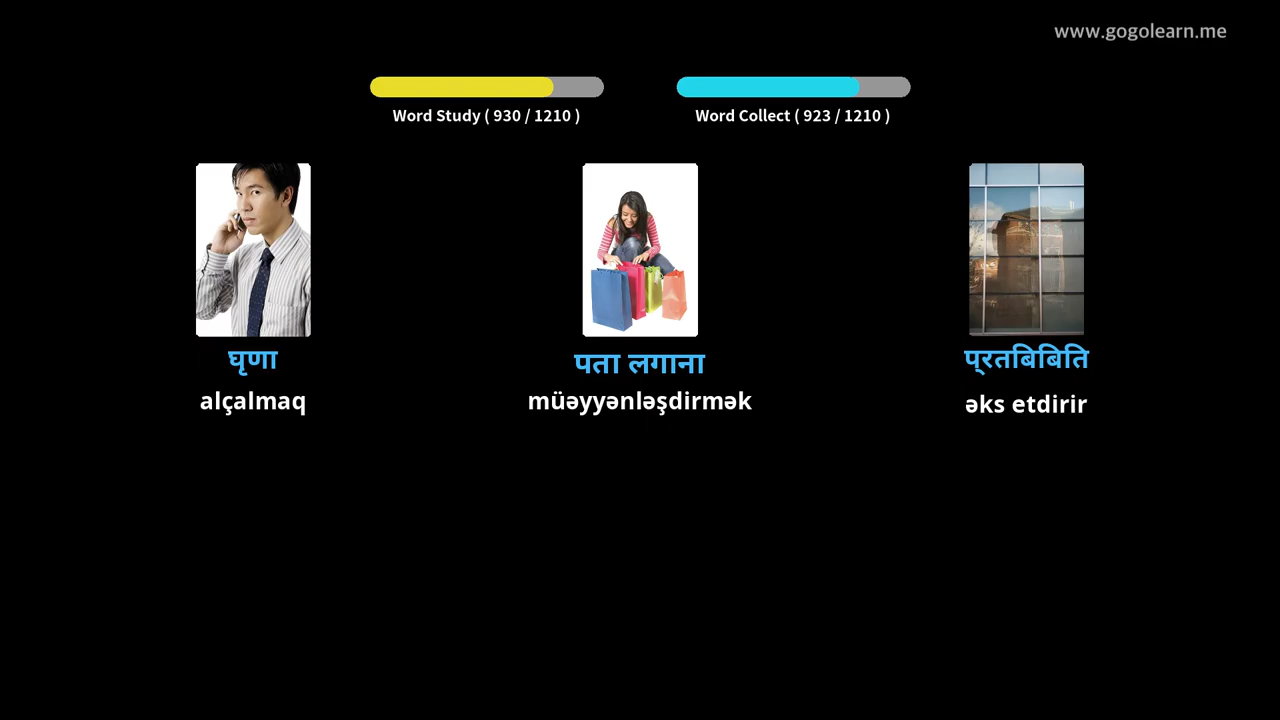 www.gogolearn.me
Word Study ( 930 / 1210 )
Word Collect ( 923 / 1210 )
घृणा
पता लगाना
प्रतबिबिति
alçalmaq
müəyyənləşdirmək
əks etdirir